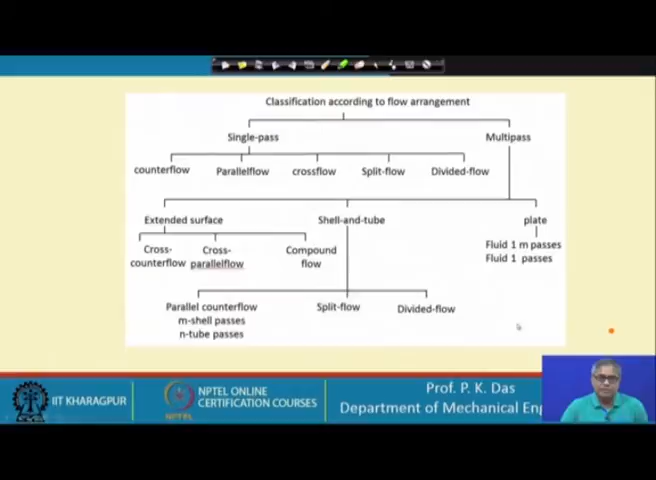 Classification according to flow arrangement
Single-pass
Multipass
counterflow
Parallelflow
crossflow
Split-flow
Divided-flow
Extended surface
Shell-and-tube
plate
Cross-
counterflow
Cross-
parallelflow
Compound
flow
Fluid 1 m passes
Fluid 1 passes
Parallel counterflow
m-shell passes
n-tube passes
Split-flow
Divided-flow
IIT KHARAGPUR
NPTEL
NPTEL ONLINE
CERTIFICATION COURSES
Prof. P. K. Das
Department of Mechanical Eng